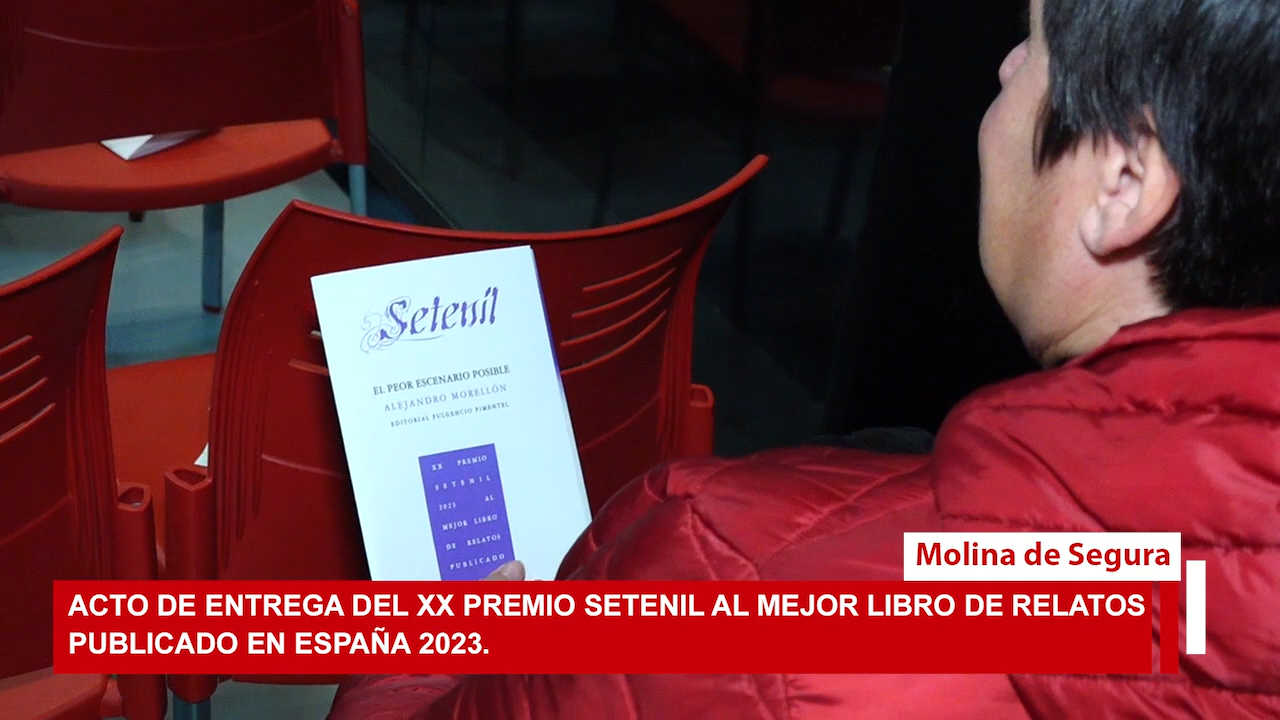 Setenil
EL PEOR ESCENARIO POSIBLE
ALEJANDRO MORELLÓN
EDITORIAL FULGENCIO PIMENTEL
XX PREMIO
SETENIL
2023 AL
MEJOR LIBRO
DE RELATOS
PUBLICADO
Molina de Segura
ACTO DE ENTREGA DEL XX PREMIO SETENIL AL MEJOR LIBRO DE RELATOS
PUBLICADO EN ESPAÑA 2023.